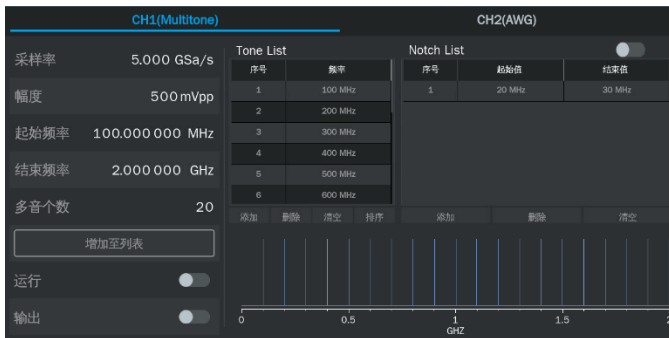 CH1(Multitone) CH2(AWG)
采样率 5.000 GSa/s
幅度 500 mVpp
起始频率 100.000 000 MHz
结束频率 2.000 000 GHz
多音个数 20
增加至列表
运行
输出
Tone List
序号 频率
1 100 MHz
2 200 MHz
3 300 MHz
4 400 MHz
5 500 MHz
6 600 MHz
添加 删除 清空 排序
Notch List
序号 起始值 结束值
1 20 MHz 30 MHz
添加 删除 清空
0 0.5 1 1.5 2
GHZ